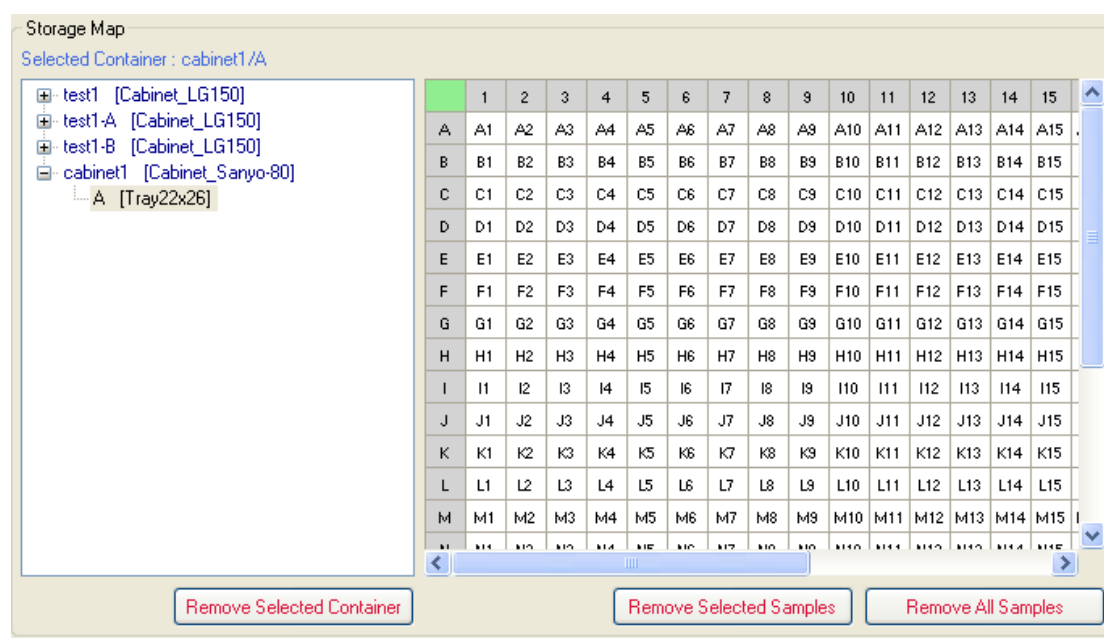 Storage Map
Selected Container : cabinet1/A
test1 [Cabinet_LG150]
test1-A [Cabinet_LG150]
test1-B [Cabinet_LG150]
cabinet1 [Cabinet_Sanyo-80]
A [Tray22x26]
1 2 3 4 5 6 7 8 9 10 11 12 13 14 15
A A1 A2 A3 A4 A5 A6 A7 A8 A9 A10 A11 A12 A13 A14 A15
B B1 B2 B3 B4 B5 B6 B7 B8 B9 B10 B11 B12 B13 B14 B15
C C1 C2 C3 C4 C5 C6 C7 C8 C9 C10 C11 C12 C13 C14 C15
D D1 D2 D3 D4 D5 D6 D7 D8 D9 D10 D11 D12 D13 D14 D15
E E1 E2 E3 E4 E5 E6 E7 E8 E9 E10 E11 E12 E13 E14 E15
F F1 F2 F3 F4 F5 F6 F7 F8 F9 F10 F11 F12 F13 F14 F15
G G1 G2 G3 G4 G5 G6 G7 G8 G9 G10 G11 G12 G13 G14 G15
H H1 H2 H3 H4 H5 H6 H7 H8 H9 H10 H11 H12 H13 H14 H15
I I1 I2 I3 I4 I5 I6 I7 I8 I9 I10 I11 I12 I13 I14 I15
J J1 J2 J3 J4 J5 J6 J7 J8 J9 J10 J11 J12 J13 J14 J15
K K1 K2 K3 K4 K5 K6 K7 K8 K9 K10 K11 K12 K13 K14 K15
L L1 L2 L3 L4 L5 L6 L7 L8 L9 L10 L11 L12 L13 L14 L15
M M1 M2 M3 M4 M5 M6 M7 M8 M9 M10 M11 M12 M13 M14 M15
Remove Selected Container
Remove Selected Samples
Remove All Samples